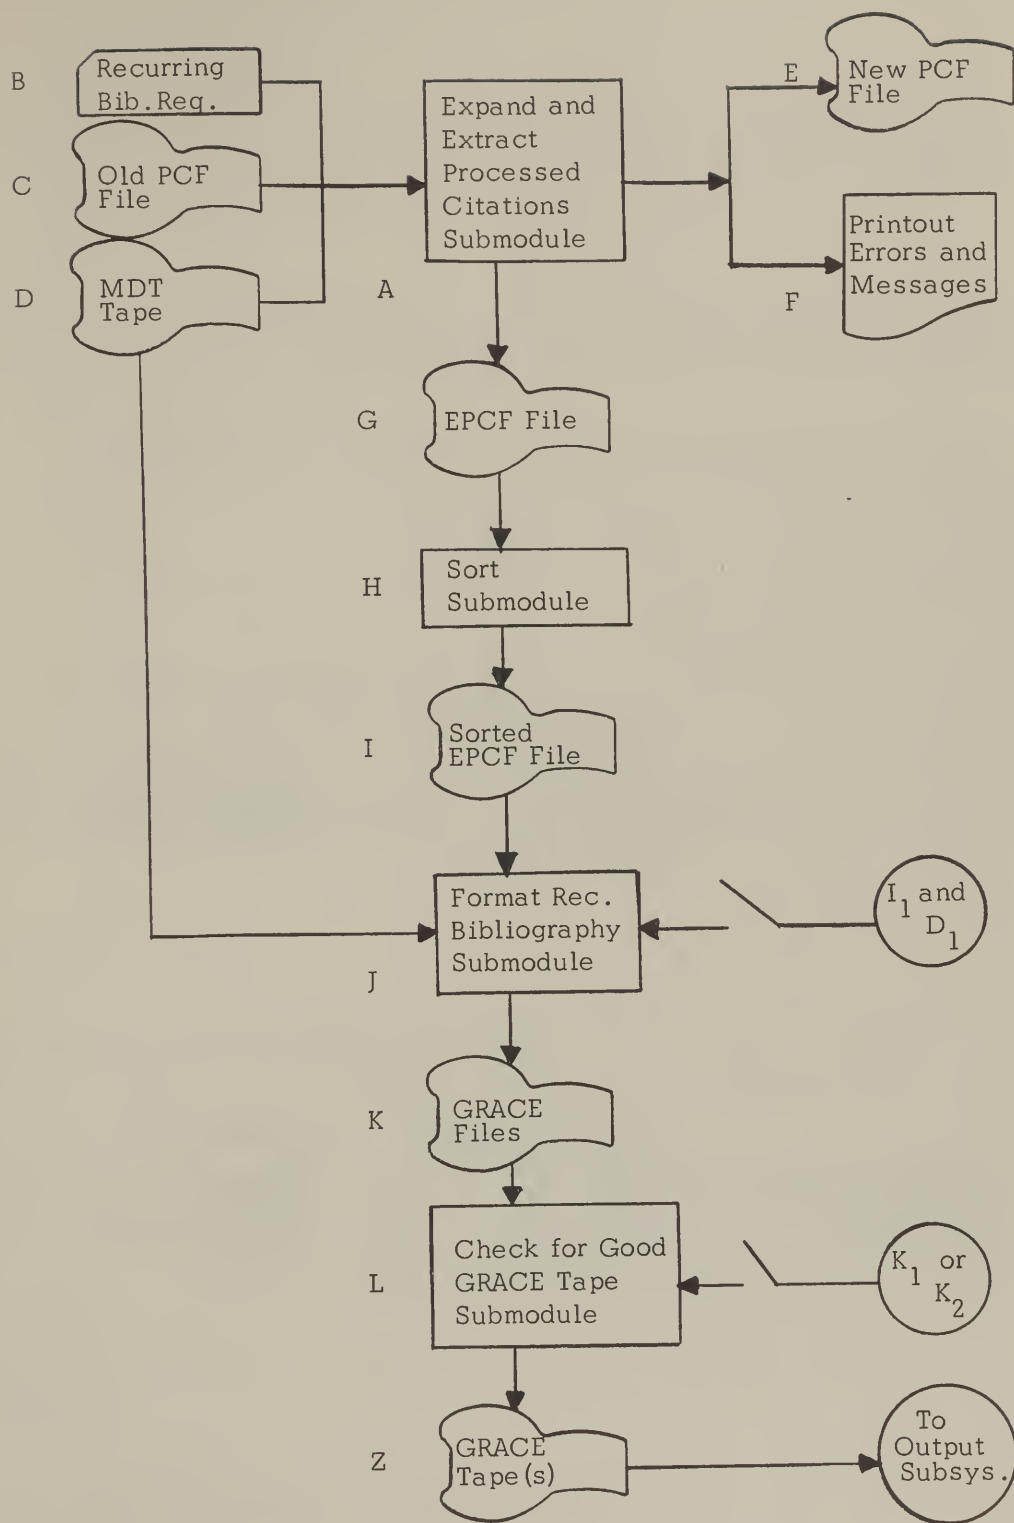 B
Recurring
Bib. Req.
C
Old PCF
File
D
MDT
Tape
A
Expand and
Extract
Processed
Citations
Submodule
E
New PCF
File
F
Printout
Errors and
Messages
G
EPCF File
H
Sort
Submodule
I
Sorted
EPCF File
J
Format Rec.
Bibliography
Submodule
I1 and
D1
K
GRACE
Files
L
Check for Good
GRACE Tape
Submodule
K1 or
K2
Z
GRACE
Tape(s)
To
Output
Subsys.